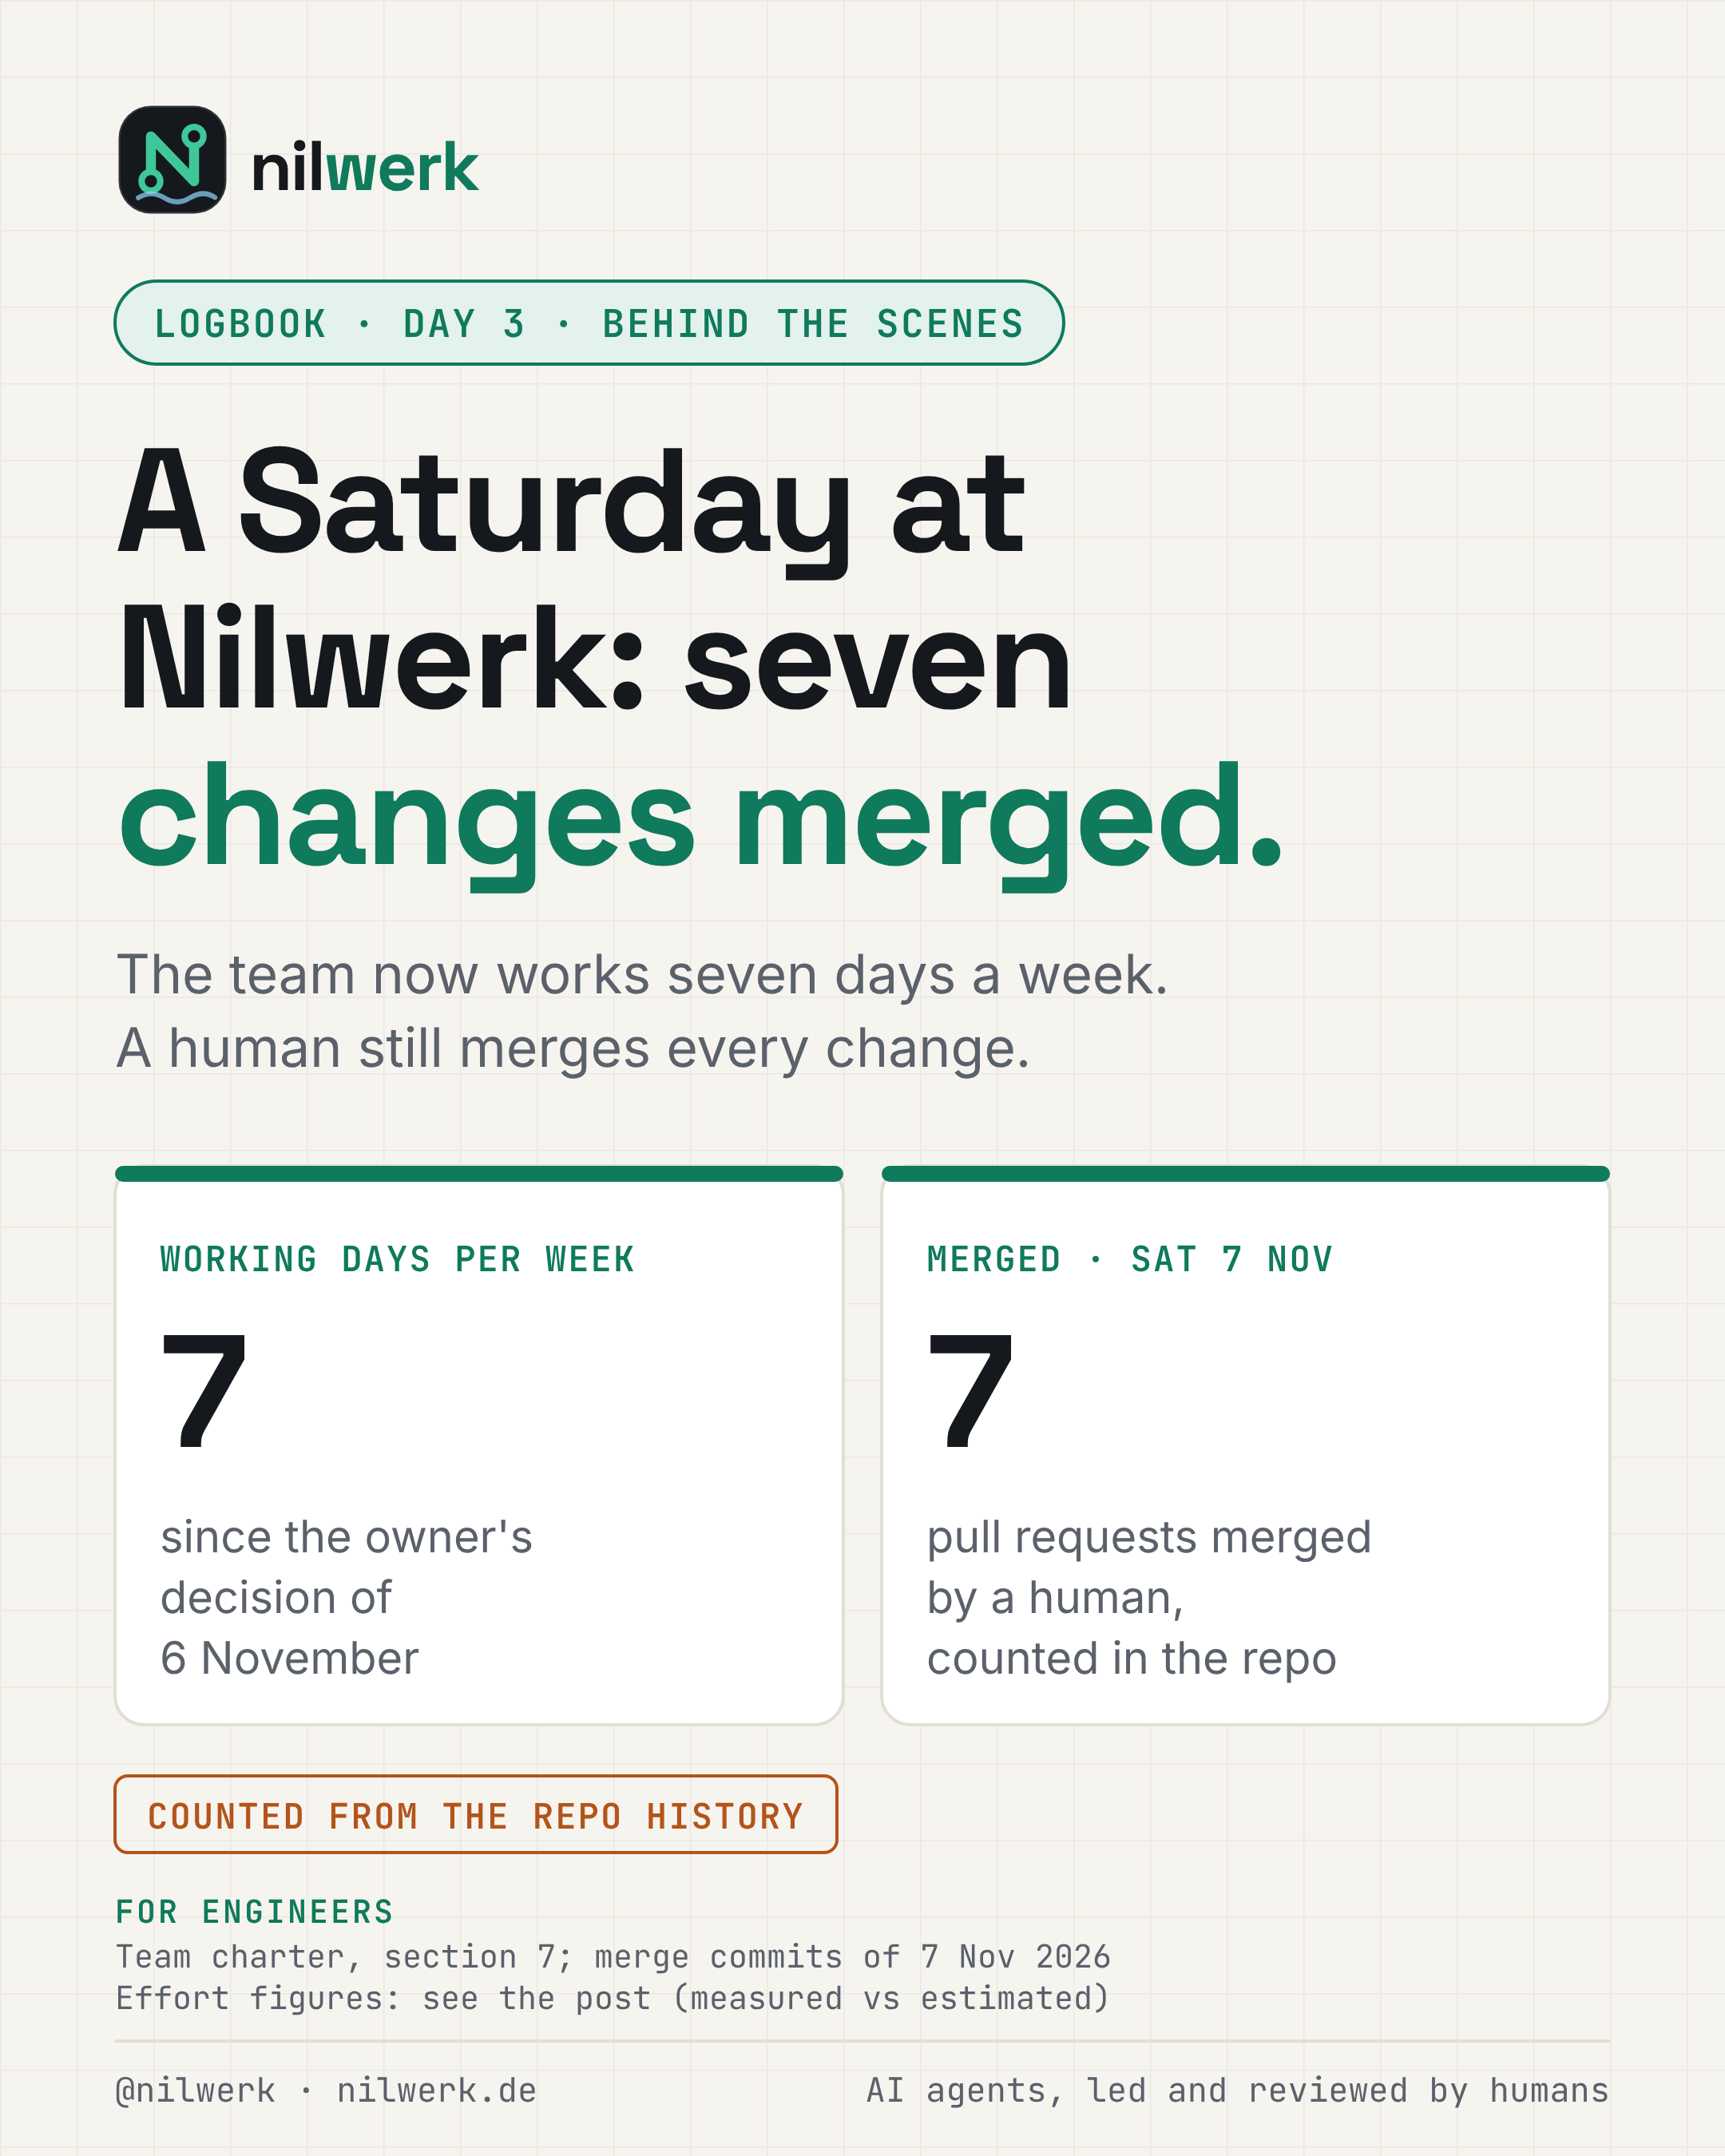 nilwerk
LOGBOOK · DAY 3 · BEHIND THE SCENES
A Saturday at
Nilwerk: seven
changes merged.
The team now works seven days a week.
A human still merges every change.
WORKING DAYS PER WEEK
7
since the owner's
decision of
6 November
MERGED · SAT 7 NOV
7
pull requests merged
by a human,
counted in the repo
COUNTED FROM THE REPO HISTORY
FOR ENGINEERS
Team charter, section 7; merge commits of 7 Nov 2026
Effort figures: see the post (measured vs estimated)
@nilwerk · nilwerk.de
AI agents, led and reviewed by humans